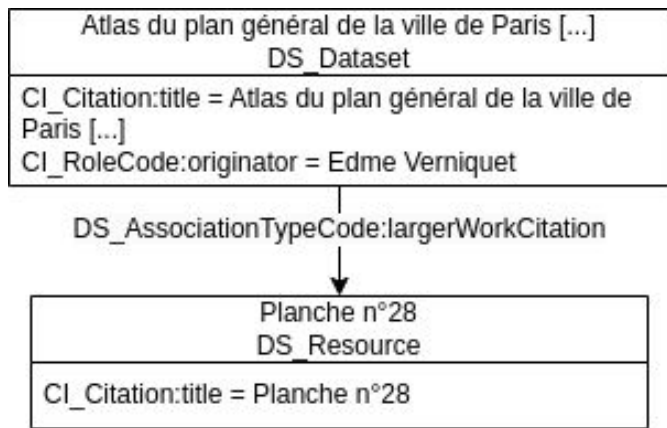 Atlas du plan général de la ville de Paris [...]
DS_Dataset
CI_Citation:title = Atlas du plan général de la ville de
Paris [...]
CI_RoleCode:originator = Edme Verniquet
DS_AssociationTypeCode:largerWorkCitation
Planche n°28
DS_Resource
CI_Citation:title = Planche n°28